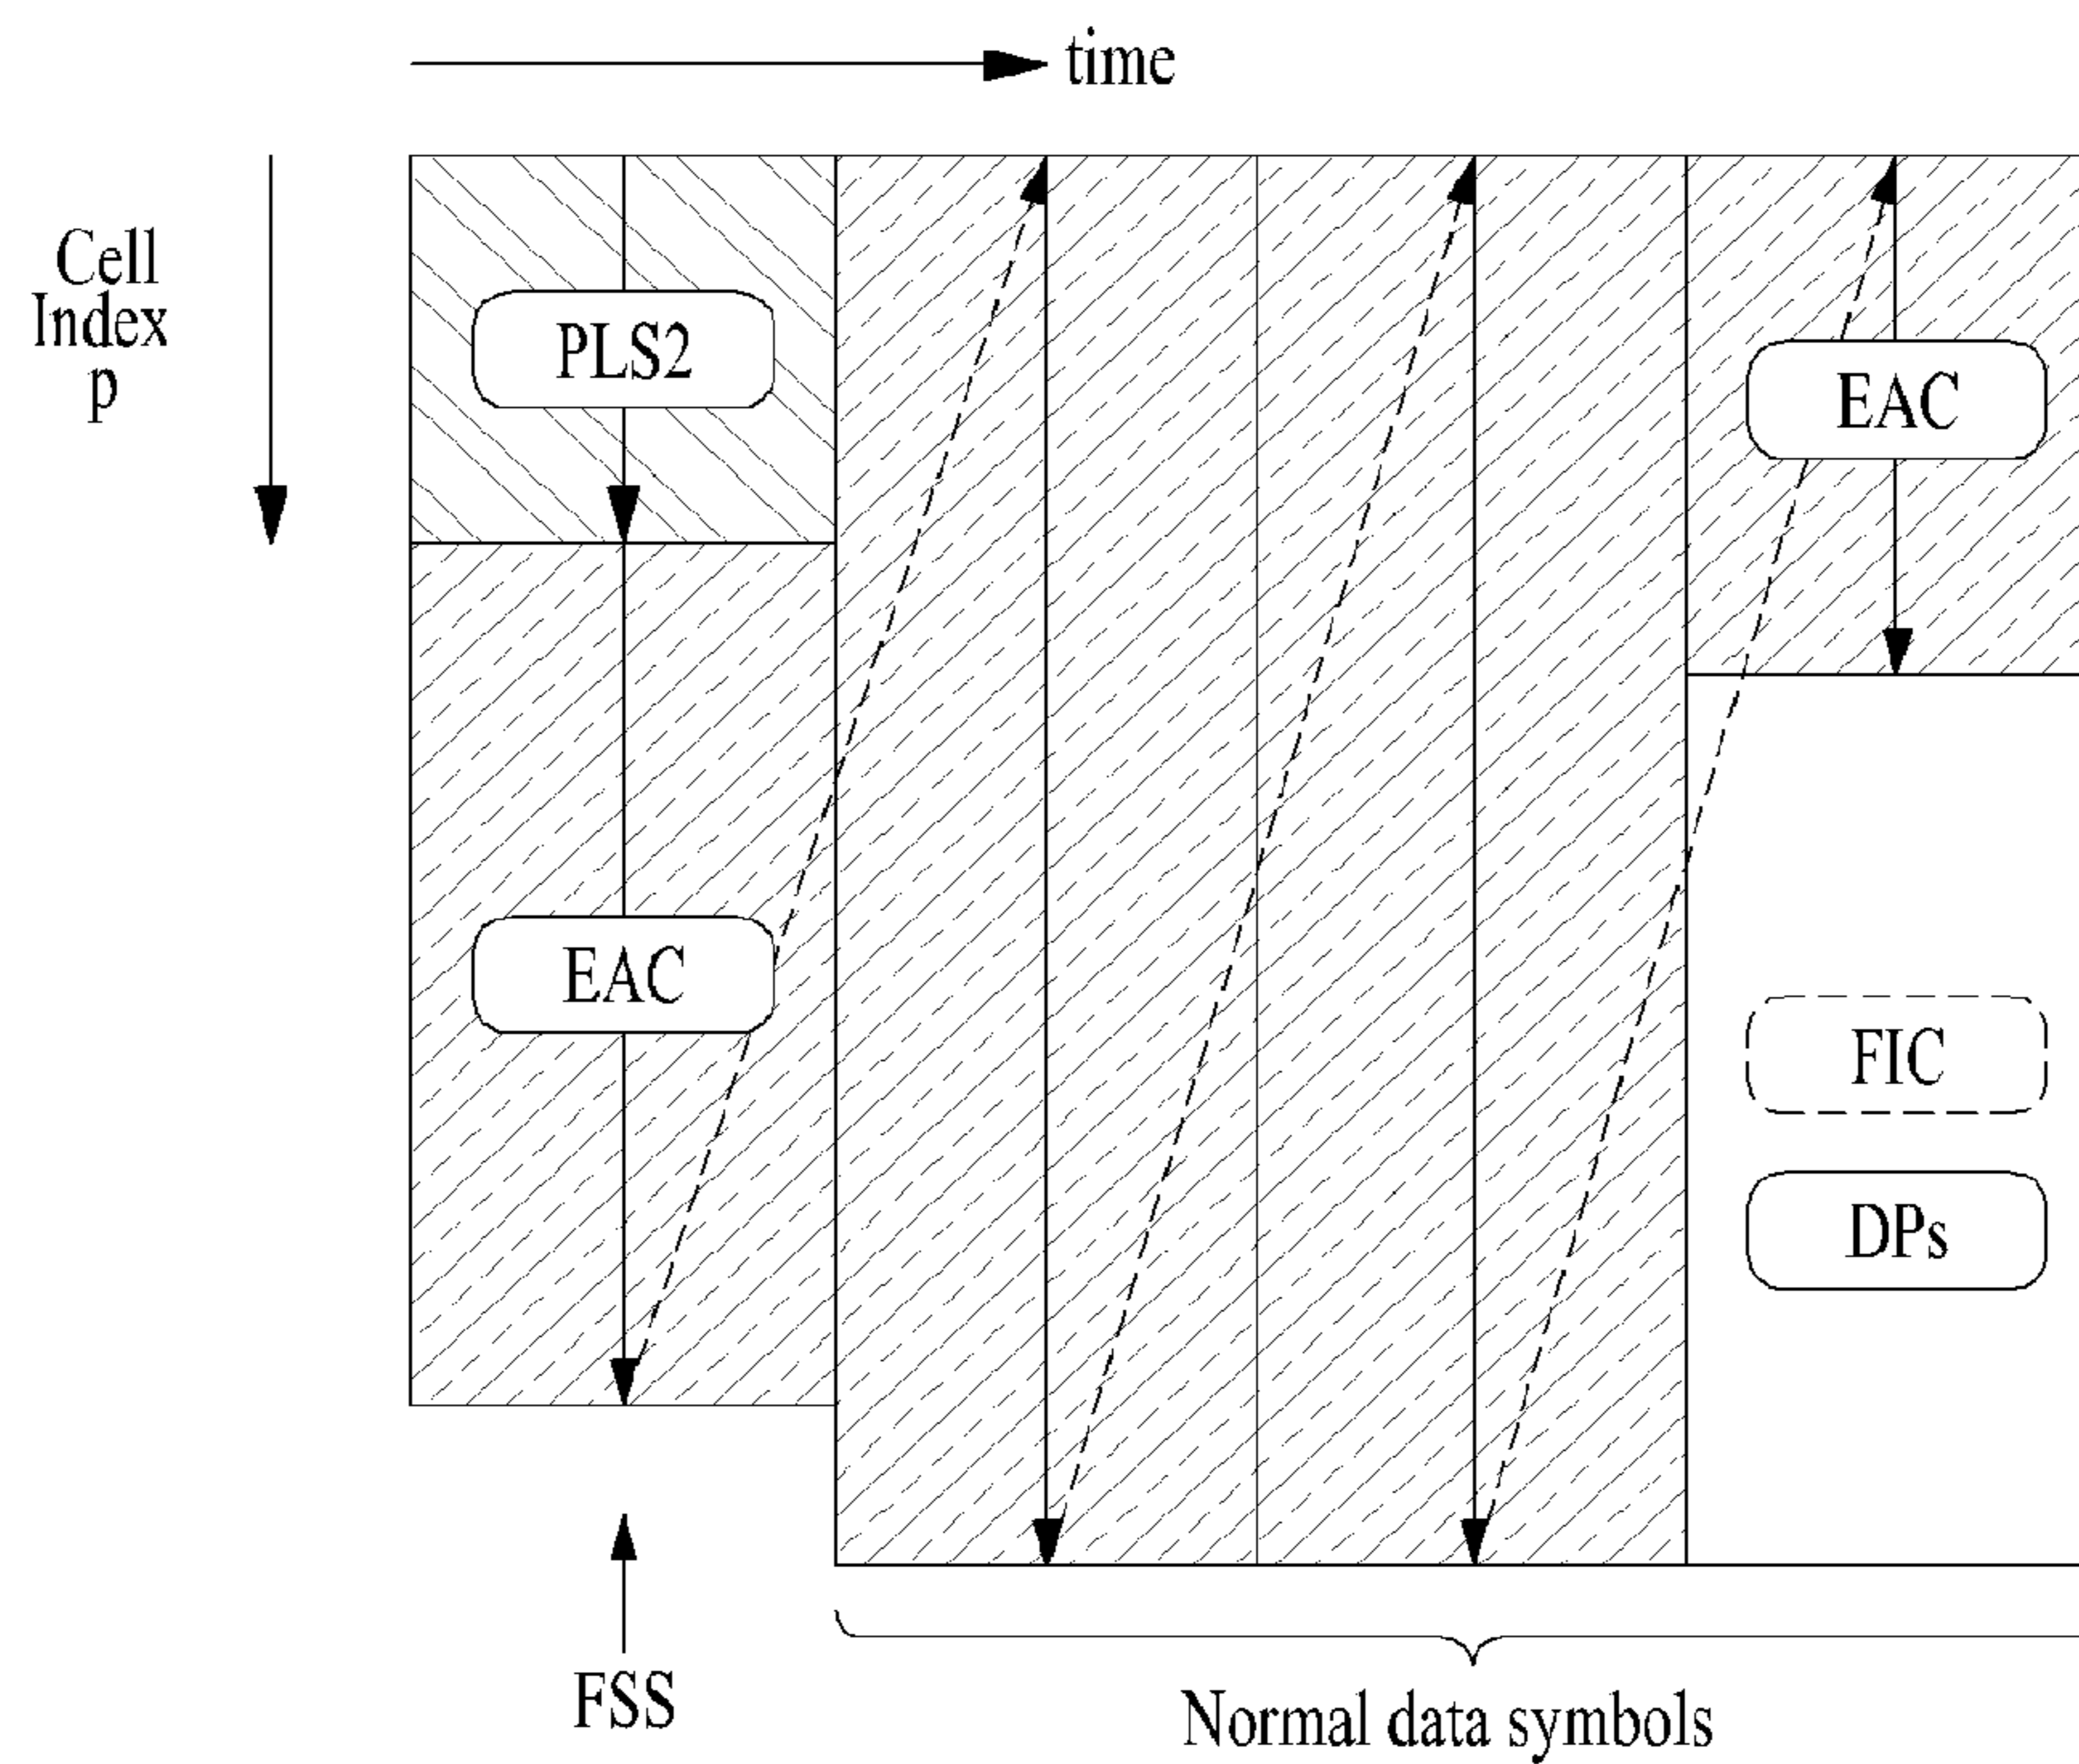 time
Cell
Index
p
PLS2
EAC
EAC
FIC
DPs
FSS
Normal data symbols